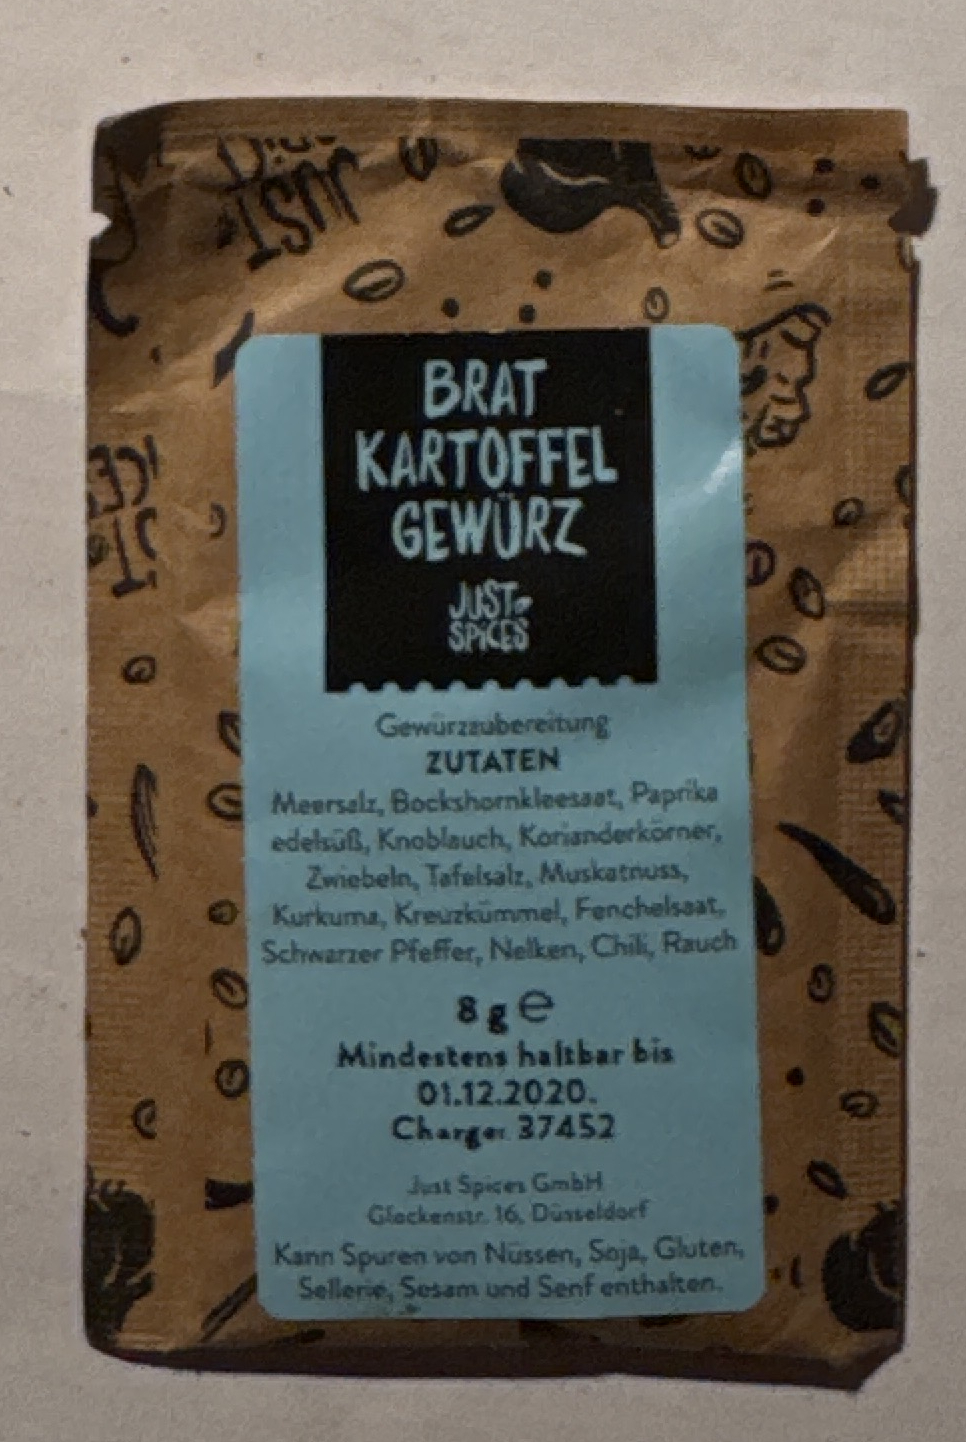 JUST
BRAT
KARTOFFEL
GEWÜRZ
JUST
SPICES
Gewürzzubereitung
ZUTATEN
Meersalz, Bockshornkleesaat, Paprika
edelsüß, Knoblauch, Korianderkörner,
Zwiebeln, Tafelsalz, Muskatnuss,
Kurkuma, Kreuzkümmel, Fenchelsaat,
Schwarzer Pfeffer, Nelken, Chili, Rauch
8 g ℮
Mindestens haltbar bis
01.12.2020.
Charge: 37452
Just Spices GmbH
Glockenstr. 16, Düsseldorf
Kann Spuren von Nüssen, Soja, Gluten,
Sellerie, Sesam und Senf enthalten.